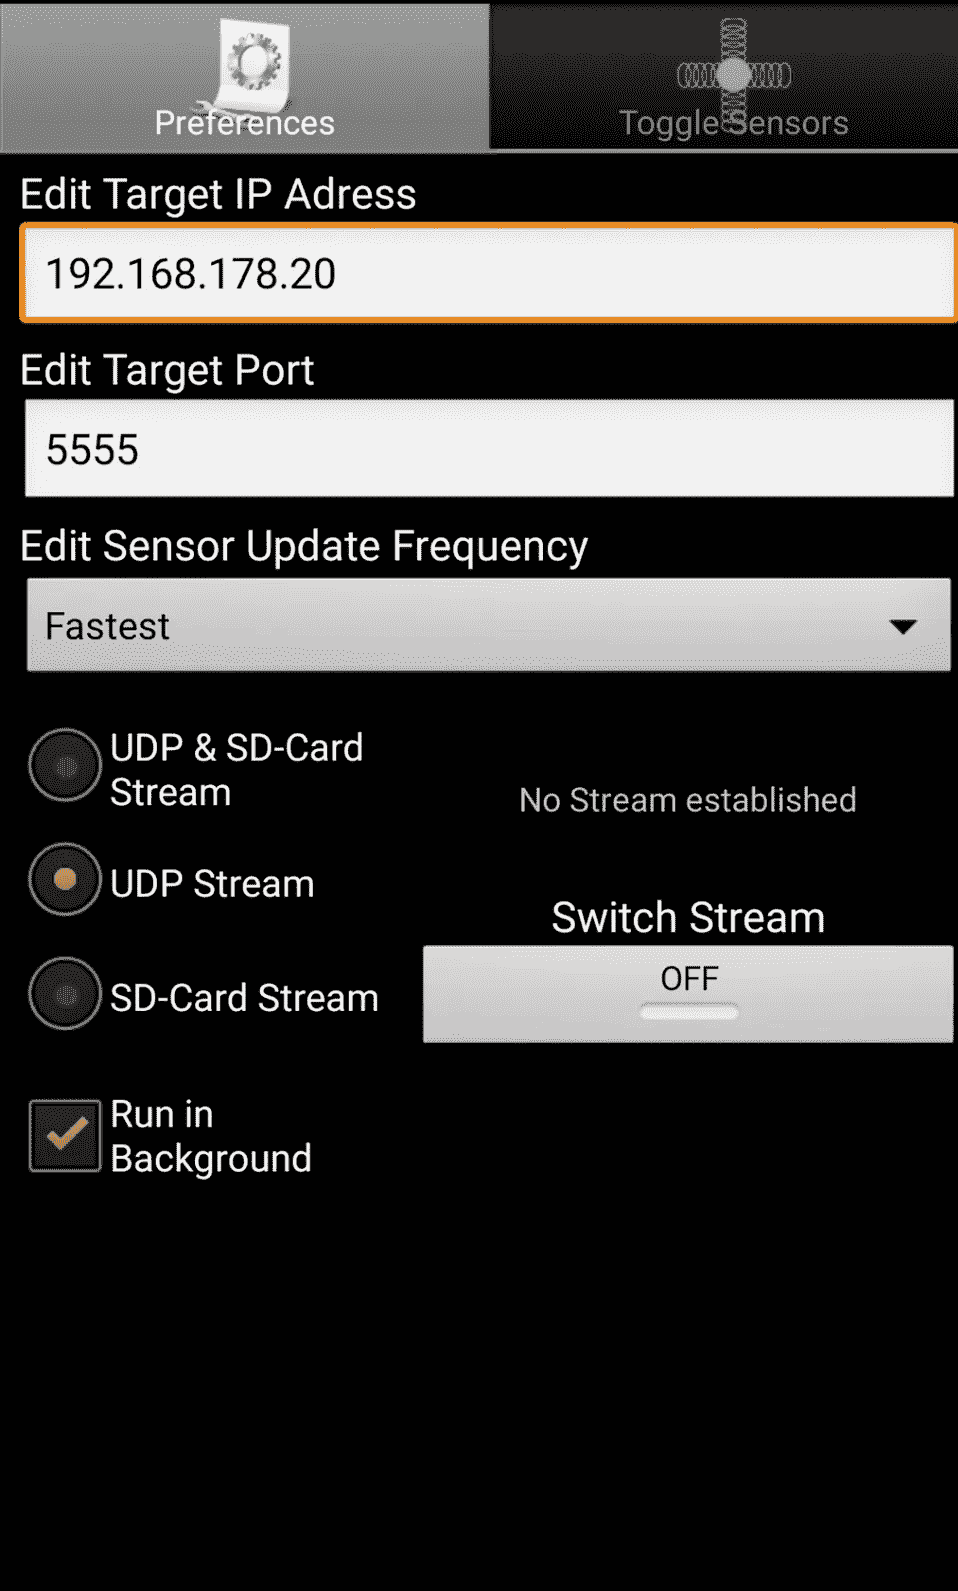 Preferences
Toggle Sensors
Edit Target IP Adress
192.168.178.20
Edit Target Port
5555
Edit Sensor Update Frequency
Fastest
UDP & SD-Card
Stream
No Stream established
UDP Stream
Switch Stream
OFF
SD-Card Stream
Run in
Background